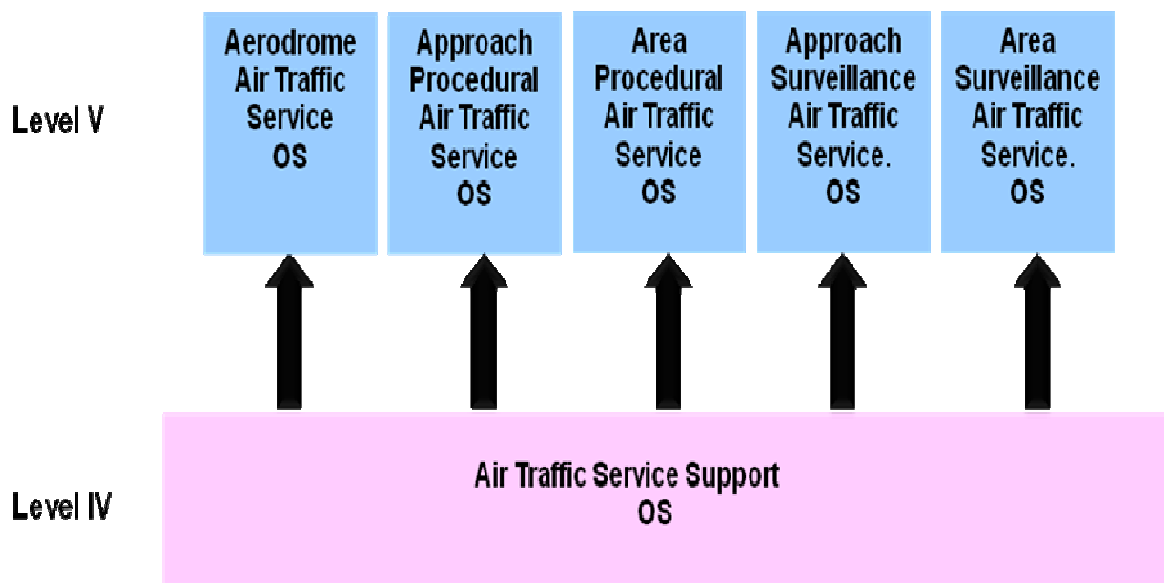 Level V
Aerodrome
Air Traffic
Service
OS
Approach
Procedural
Air Traffic
Service
OS
Area
Procedural
Air Traffic
Service
OS
Approach
Surveillance
Air Traffic
Service.
OS
Area
Surveillance
Air Traffic
Service.
OS
Level IV
Air Traffic Service Support
OS